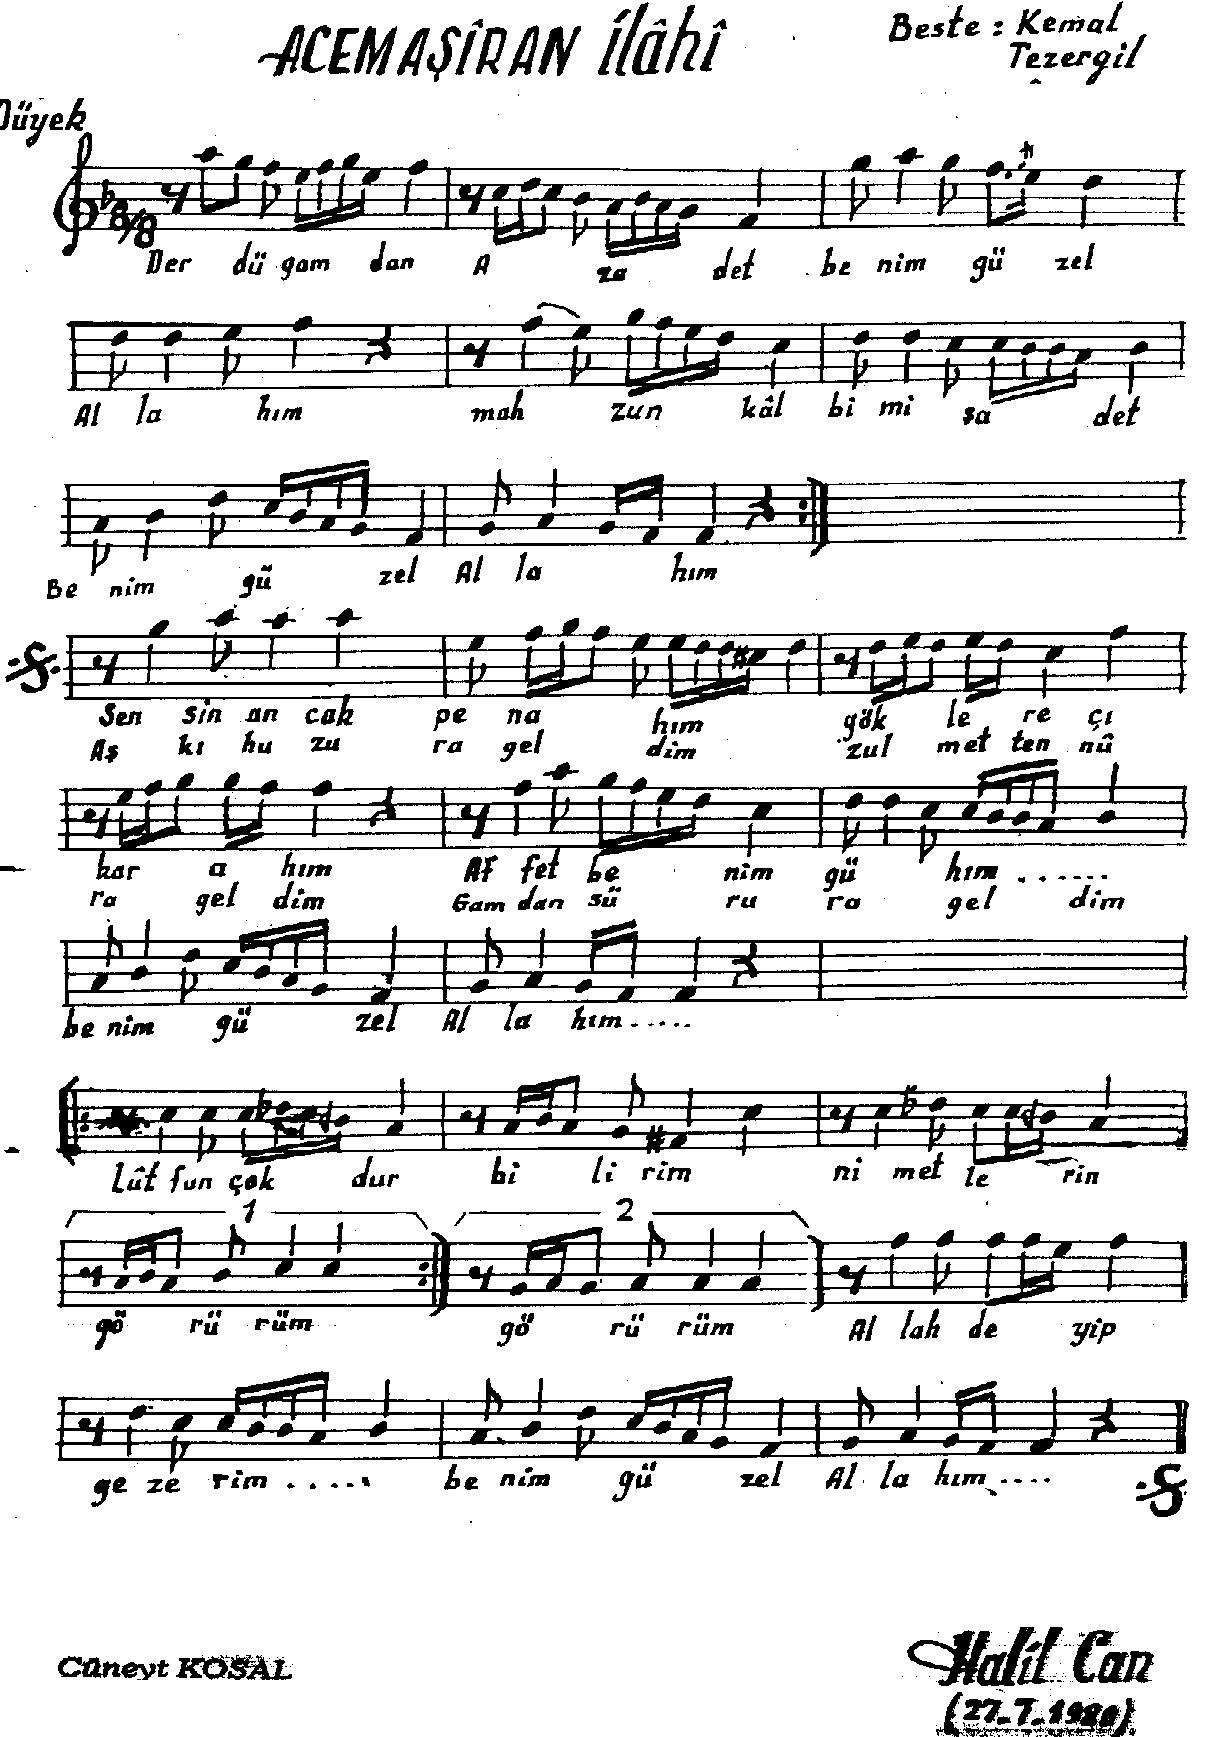 ACEMAŞÎRAN İlâhî
Beste : Kemal
Tezergil
Düyek
8/8
Der dü gam dan A za det be nim gü zel
Al la hım mah zun kâl bi mi şa det
Be nim gü zel Al la hım
Sen sin an cak pe na hım gök le re çı
Aş kı hu zu ra gel dim zul met ten nû
kar a hım Af fet be nim gü hım ......
ra gel dim Gam dan sü ru ra gel dim
be nim gü zel Al la hım.....
Lût fun çok dur bi li rim ni met le rin
1 2
gö rü rüm gö rü rüm Al lah de yip
ge ze rim ..... be nim gü zel Al la hım ....
Cüneyt KOSAL
Halil Can
(27-7-1980)